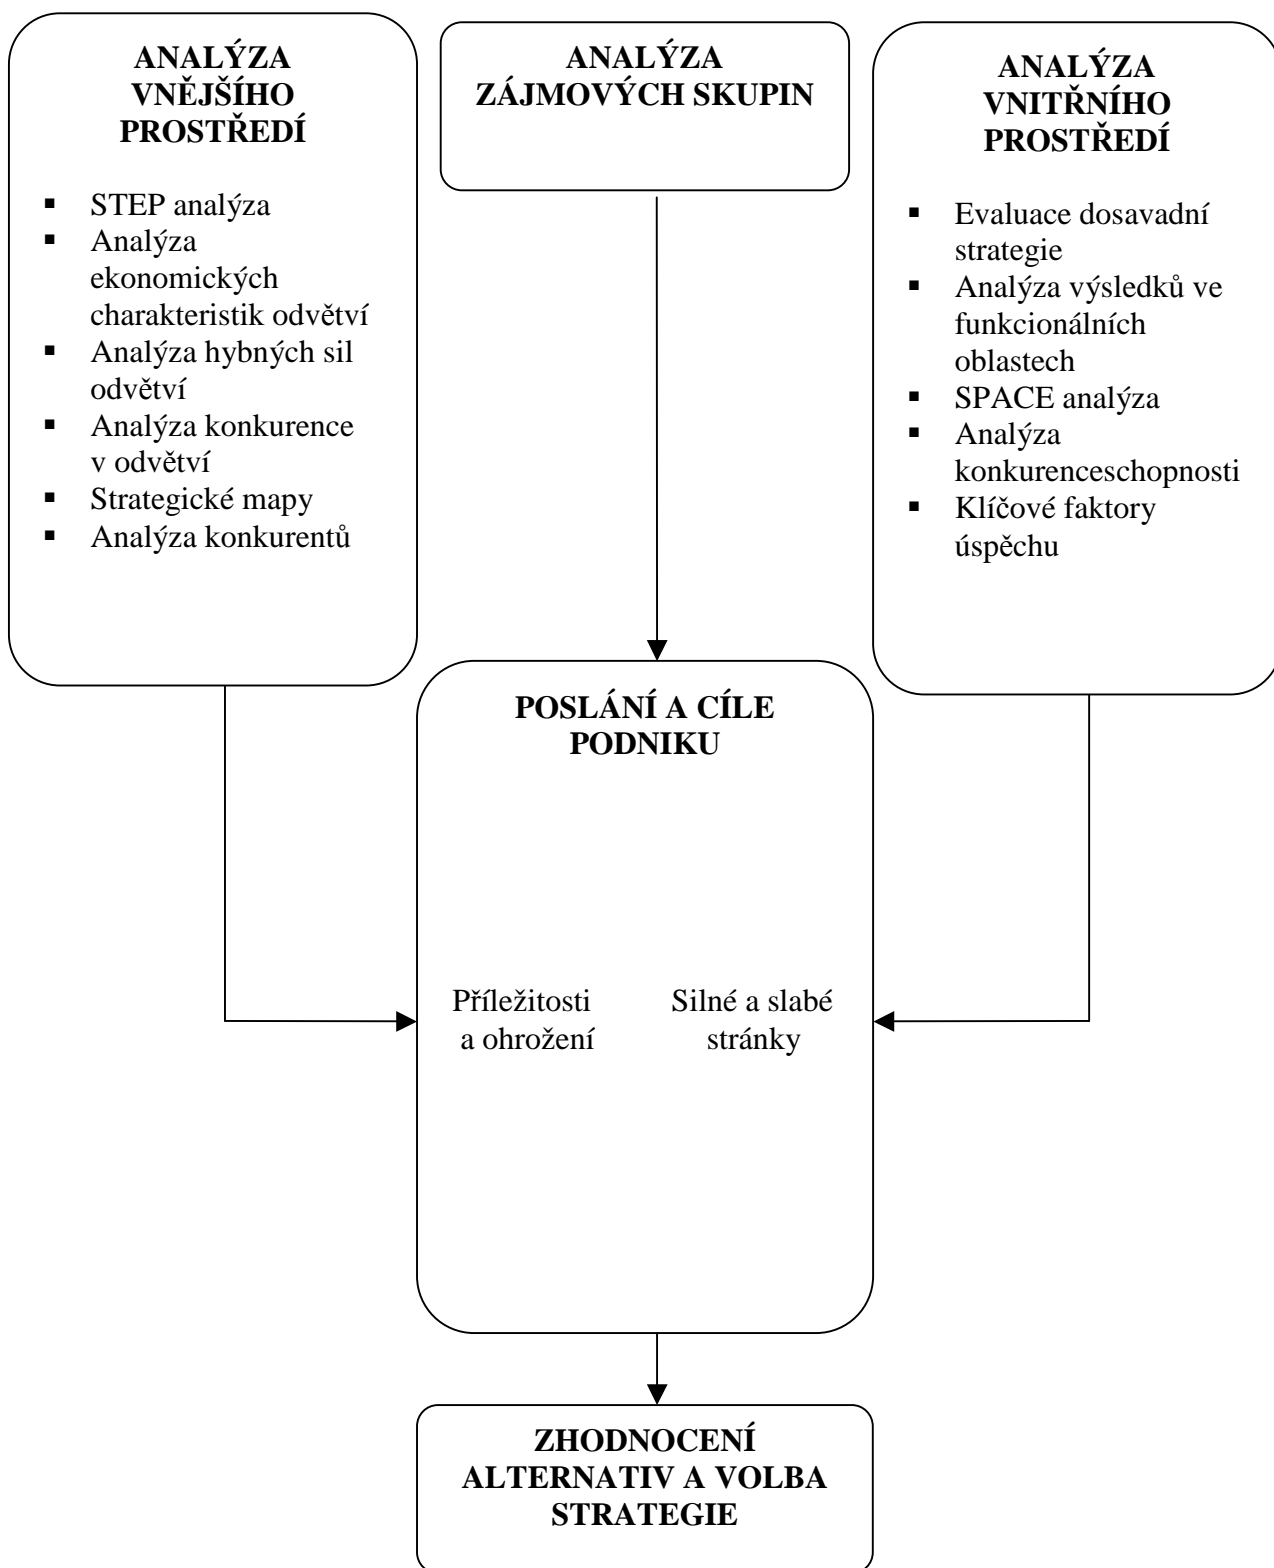 ANALÝZA
VNĚJŠÍHO
PROSTŘEDÍ
▪ STEP analýza
▪ Analýza
ekonomických
charakteristik odvětví
▪ Analýza hybných sil
odvětví
▪ Analýza konkurence
v odvětví
▪ Strategické mapy
▪ Analýza konkurentů
ANALÝZA
ZÁJMOVÝCH SKUPIN
ANALÝZA
VNITŘNÍHO
PROSTŘEDÍ
▪ Evaluace dosavadní
strategie
▪ Analýza výsledků ve
funkcionálních
oblastech
▪ SPACE analýza
▪ Analýza
konkurenceschopnosti
▪ Klíčové faktory
úspěchu
POSLÁNÍ A CÍLE
PODNIKU
Příležitosti
a ohrožení
Silné a slabé
stránky
ZHODNOCENÍ
ALTERNATIV A VOLBA
STRATEGIE